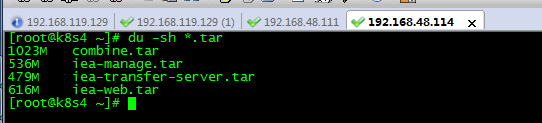 192.168.119.129 192.168.119.129 (1) 192.168.48.111 192.168.48.114
[root@k8s4 ~]# du -sh *.tar
1023M combine.tar
536M iea-manage.tar
479M iea-transfer-server.tar
616M iea-web.tar
[root@k8s4 ~]#